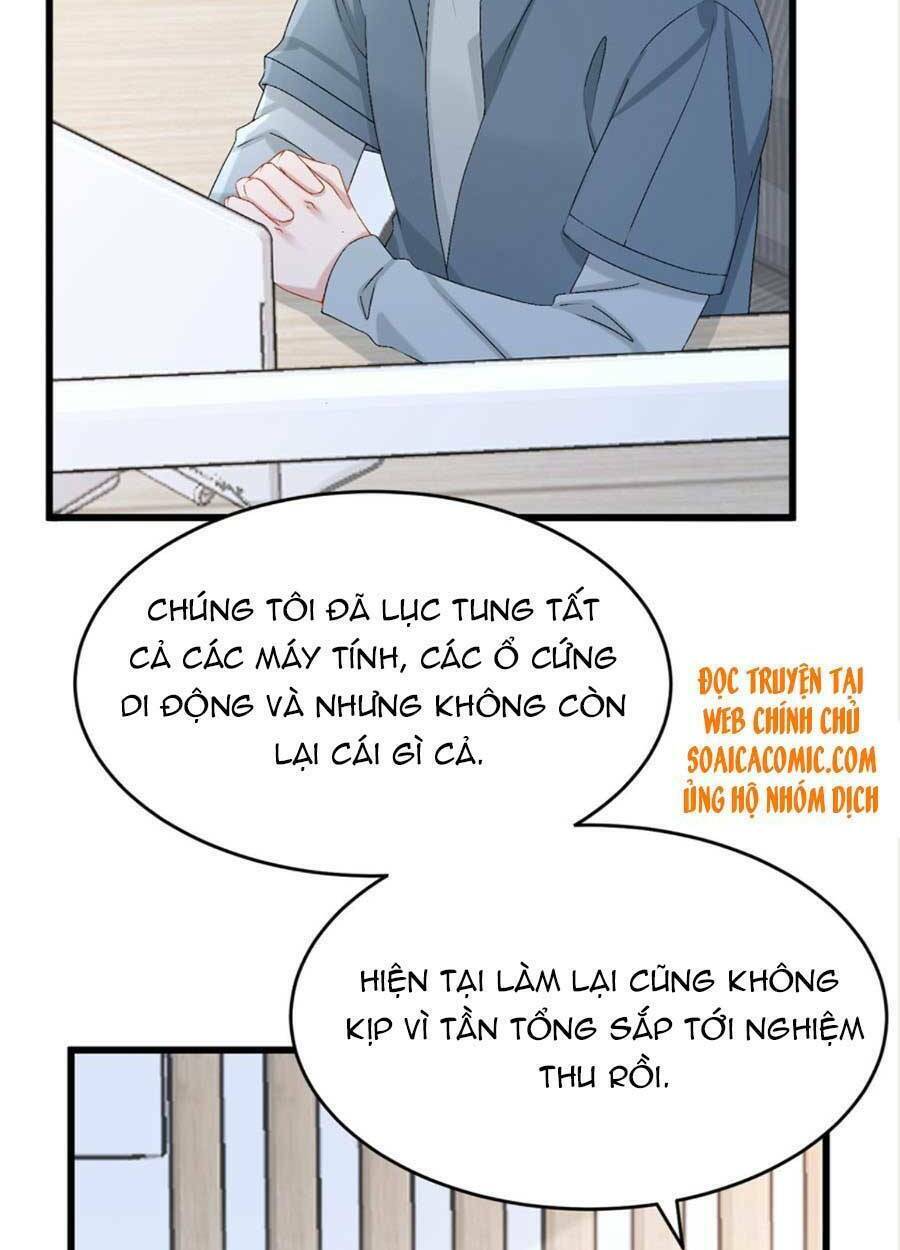 CHÚNG TÔI ĐÃ LỤC TUNG TẤT
CẢ CÁC MÁY TÍNH, CÁC Ổ CỨNG
DI ĐỘNG VÀ NHƯNG KHÔNG CÒN
LẠI CÁI GÌ CẢ.
ĐỌC TRUYỆN TẠI
WEB CHÍNH CHỦ
SOAICACOMIC.COM
ỦNG HỘ NHÓM DỊCH
HIỆN TẠI LÀM LẠI CŨNG KHÔNG
KỊP VÌ TẦN TỔNG SẮP TỚI NGHIỆM
THU RỒI.